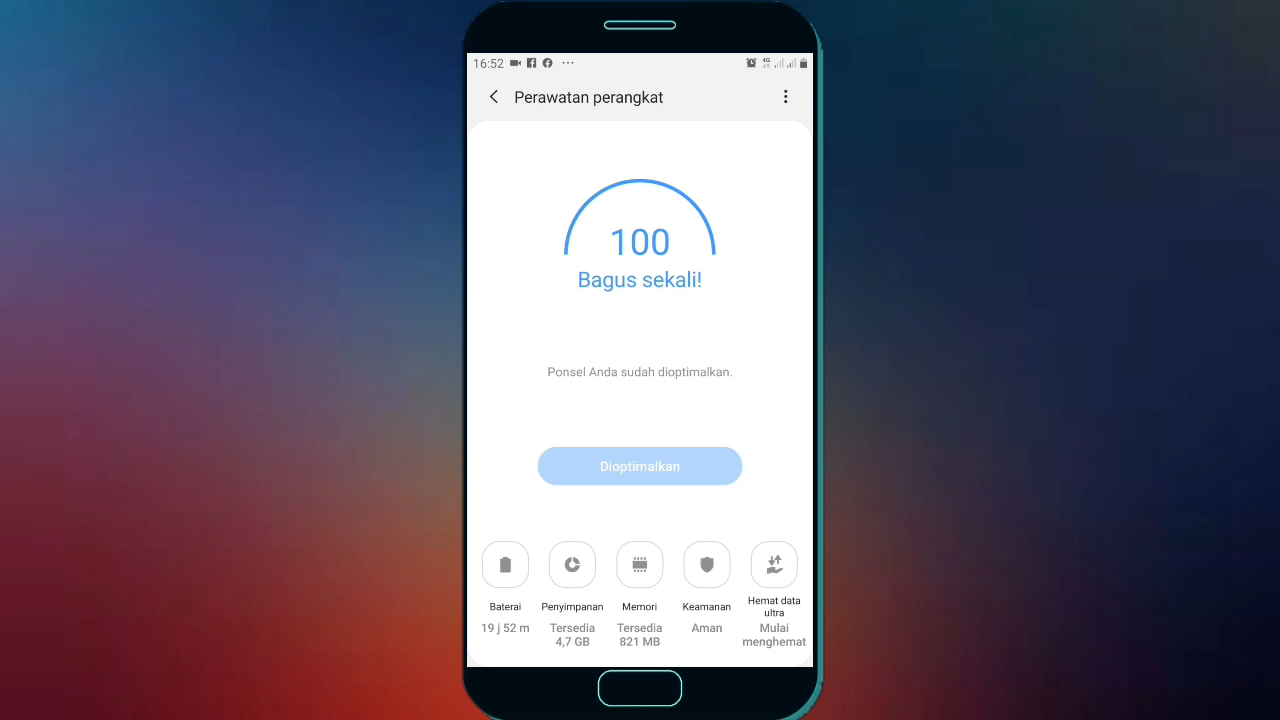 16:52
4G
Perawatan perangkat
100
Bagus sekali!
Ponsel Anda sudah dioptimalkan.
Dioptimalkan
Baterai
19 j 52 m
Penyimpanan
Tersedia
4,7 GB
Memori
Tersedia
821 MB
Keamanan
Aman
Hemat data
ultra
Mulai
menghemat